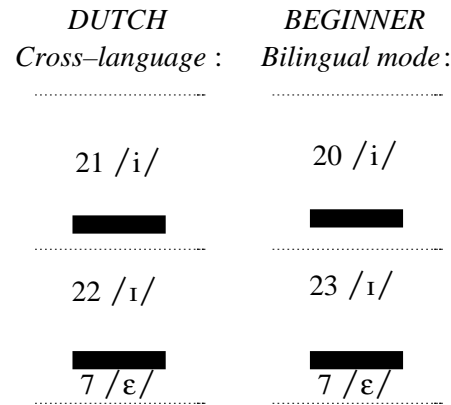 DUTCH BEGINNER
Cross–language : Bilingual mode:
21 /i/ 20 /i/
22 /ɪ/ 23 /ɪ/
7 /ɛ/ 7 /ɛ/